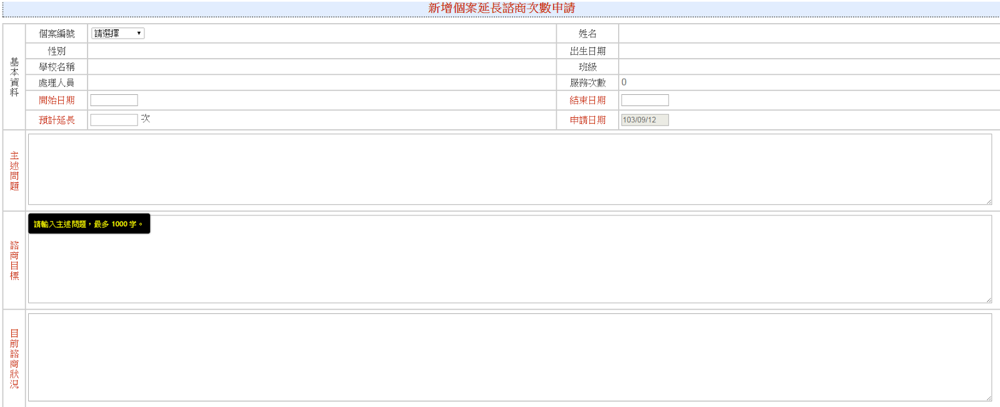 新增個案延長諮商次數申請
基本資料
個案編號 請選擇 姓名
性別 出生日期
學校名稱 班級
處理人員 服務次數 0
開始日期 結束日期
預計延長 次 申請日期 103/09/12
主述問題
請輸入主述問題，最多 1000 字。
諮商目標
目前諮商狀況